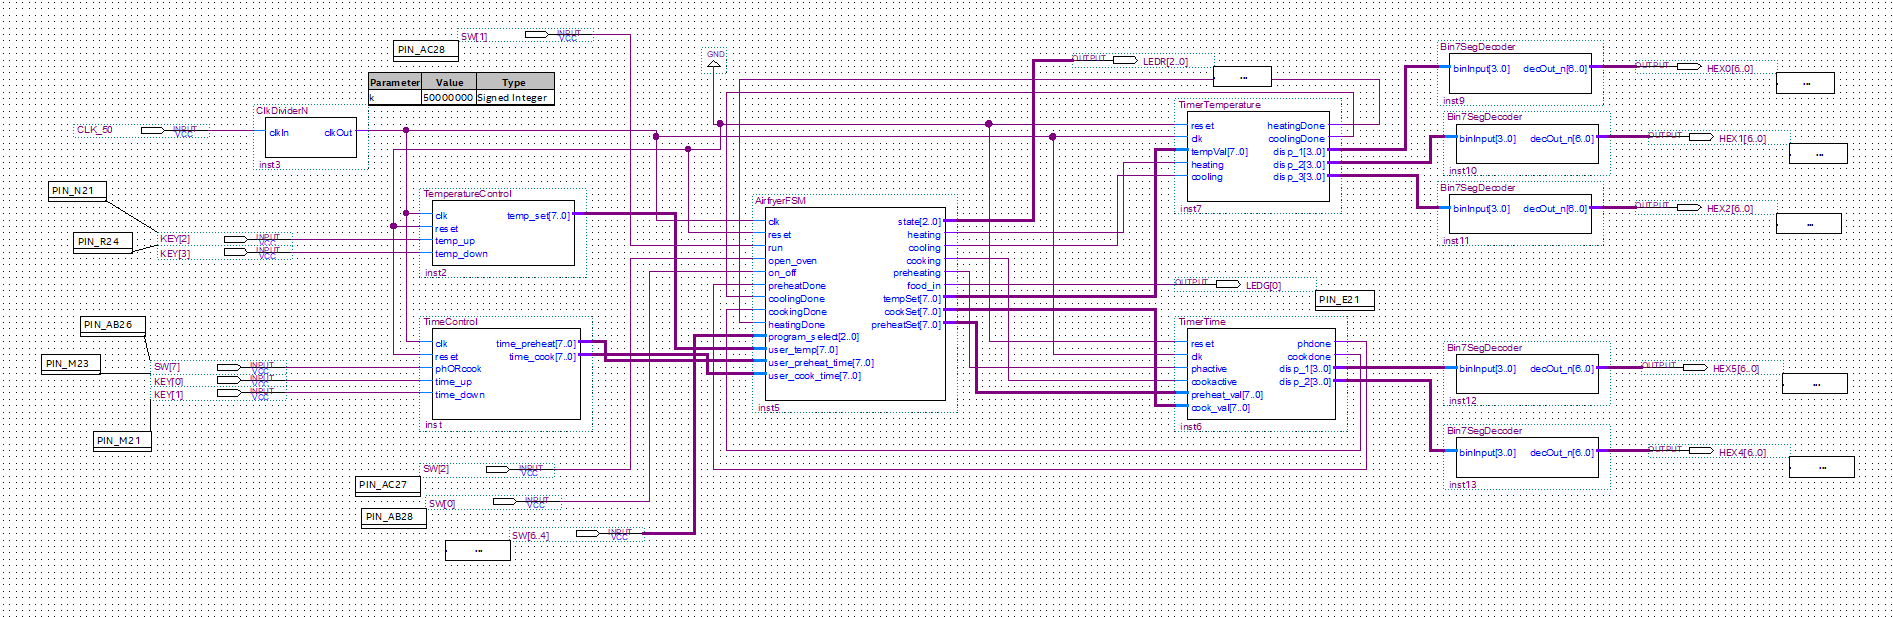 SW[1]
INPUT
VCC
PIN_AC28
Parameter Value Type
k 50000000 Signed Integer
ClkDividerN
clkIn clkOut
inst3
CLK_50
INPUT
VCC
PIN_N21
PIN_R24
KEY[2]
INPUT
VCC
KEY[3]
INPUT
VCC
TemperatureControl
clk temp_set[7..0]
reset
temp_up
temp_down
inst2
PIN_AB26
PIN_M23
SW[7]
INPUT
VCC
KEY[0]
INPUT
VCC
KEY[1]
INPUT
VCC
PIN_M21
TimeControl
clk time_preheat[7..0]
reset time_cook[7..0]
phORcook
time_up
time_down
inst
SW[2]
INPUT
VCC
PIN_AC27
SW[0]
INPUT
VCC
PIN_AB28
SW[6..4]
INPUT
VCC
...
GND
AirfryerFSM
clk state[2..0]
reset heating
run cooling
open_oven cooking
on_off preheating
preheatDone food_in
coolingDone tempSet[7..0]
cookingDone cookSet[7..0]
heatingDone preheatSet[7..0]
program_select[2..0]
user_temp[7..0]
user_preheat_time[7..0]
user_cook_time[7..0]
inst5
OUTPUT
LEDR[2..0]
...
TimerTemperature
reset heatingDone
clk coolingDone
tempVal[7..0] disp_1[3..0]
heating disp_2[3..0]
cooling disp_3[3..0]
inst7
OUTPUT
LEDG[0]
PIN_E21
TimerTime
reset phdone
clk cookdone
phactive disp_1[3..0]
cookactive disp_2[3..0]
preheat_val[7..0]
cook_val[7..0]
inst6
Bin7SegDecoder
binInput[3..0] decOut_n[6..0]
inst9
OUTPUT
HEX0[6..0]
...
Bin7SegDecoder
binInput[3..0] decOut_n[6..0]
inst10
OUTPUT
HEX1[6..0]
...
Bin7SegDecoder
binInput[3..0] decOut_n[6..0]
inst11
OUTPUT
HEX2[6..0]
...
Bin7SegDecoder
binInput[3..0] decOut_n[6..0]
inst12
OUTPUT
HEX5[6..0]
...
Bin7SegDecoder
binInput[3..0] decOut_n[6..0]
inst13
OUTPUT
HEX4[6..0]
...